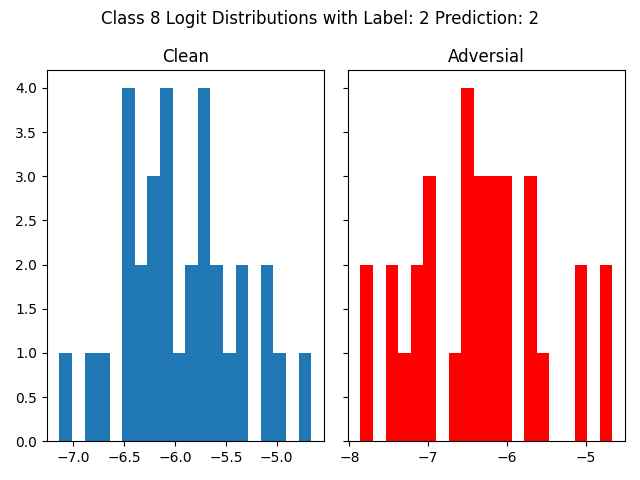 Class 8 Logit Distributions with Label: 2 Prediction: 2
Clean
Adversial
4.0
3.5
3.0
2.5
2.0
1.5
1.0
0.5
0.0
−7.0 −6.5 −6.0 −5.5 −5.0
−8 −7 −6 −5